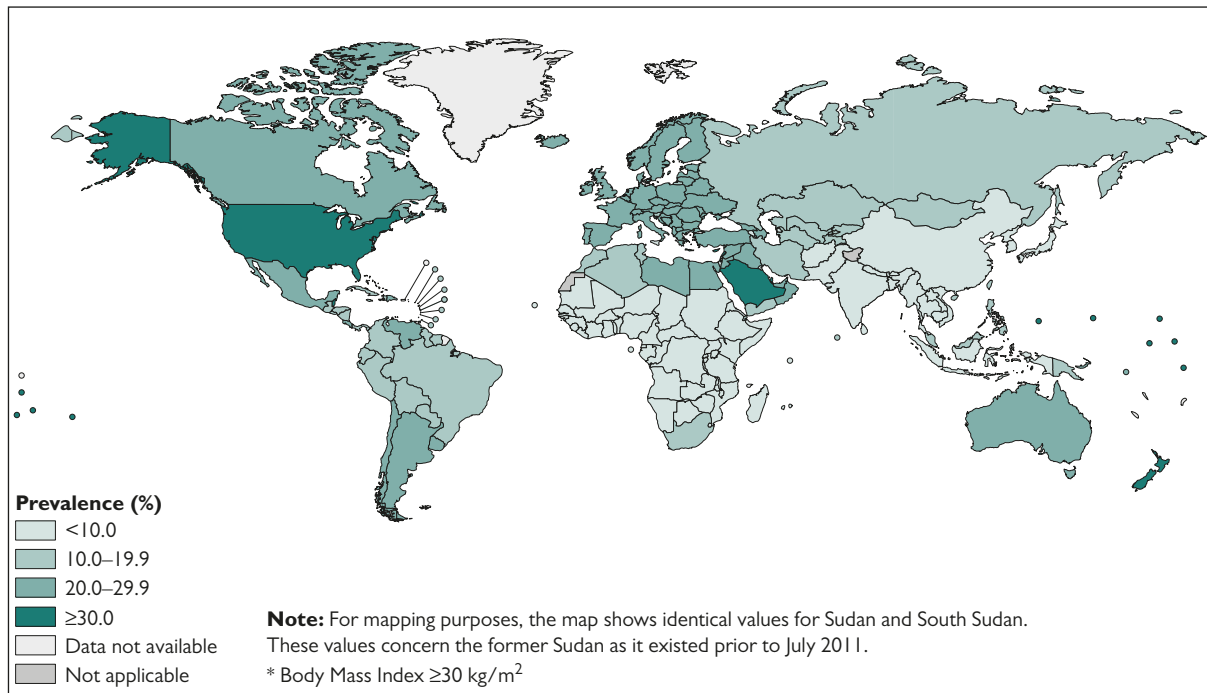 Prevalence (%)
<10.0
10.0–19.9
20.0–29.9
≥30.0
Data not available
Not applicable
Note: For mapping purposes, the map shows identical values for Sudan and South Sudan.
These values concern the former Sudan as it existed prior to July 2011.
* Body Mass Index ≥30 kg/m²